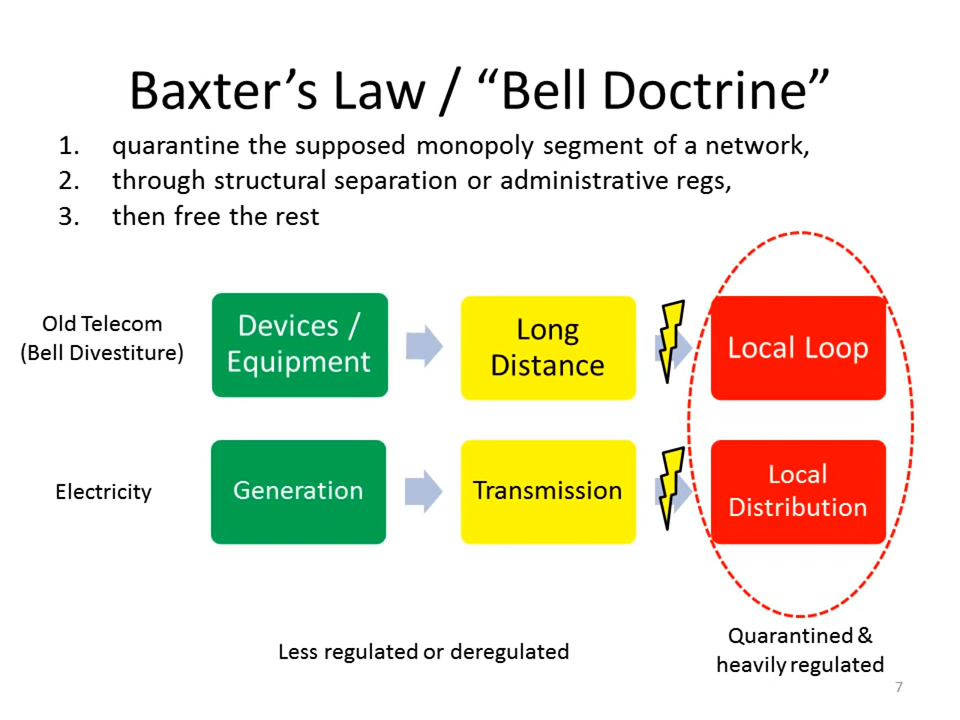 Baxter’s Law / “Bell Doctrine”
1. quarantine the supposed monopoly segment of a network,
2. through structural separation or administrative regs,
3. then free the rest
Old Telecom
(Bell Divestiture)
Devices /
Equipment
Long
Distance
Local Loop
Electricity
Generation
Transmission
Local
Distribution
Less regulated or deregulated
Quarantined &
heavily regulated
7